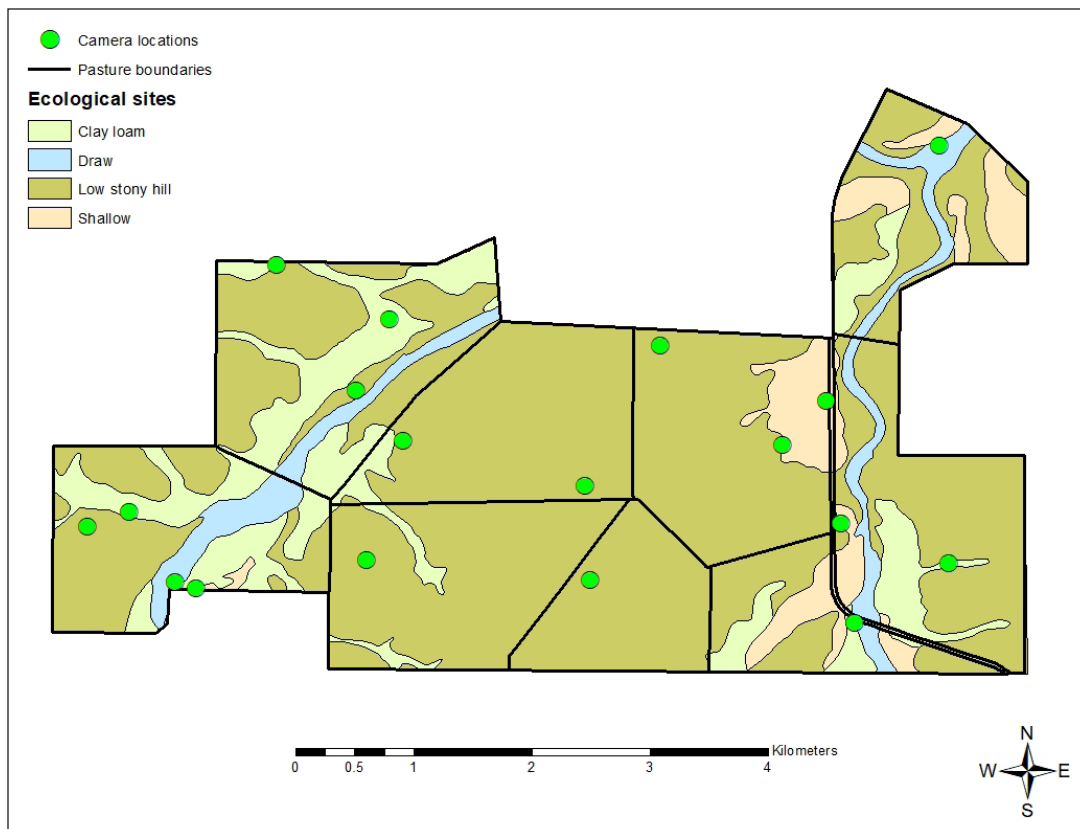 Camera locations
Pasture boundaries
Ecological sites
Clay loam
Draw
Low stony hill
Shallow
Kilometers
0 0.5 1 2 3 4
N
W E
S